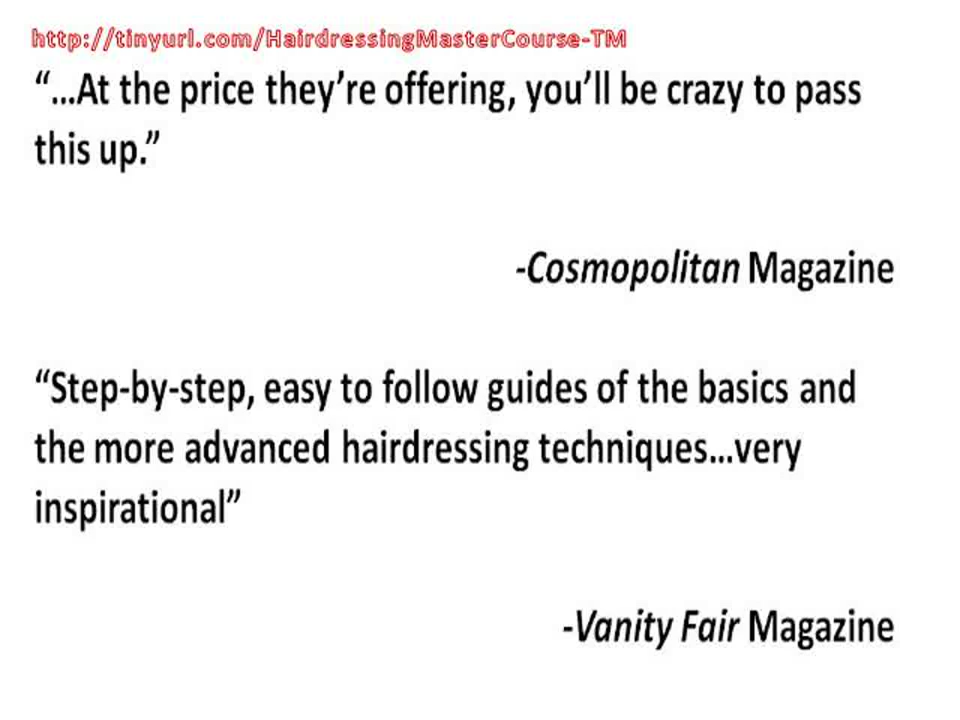 http://tinyurl.com/HairdressingMasterCourse-TM
“...At the price they’re offering, you’ll be crazy to pass
this up.”
-Cosmopolitan Magazine
“Step-by-step, easy to follow guides of the basics and
the more advanced hairdressing techniques...very
inspirational”
-Vanity Fair Magazine